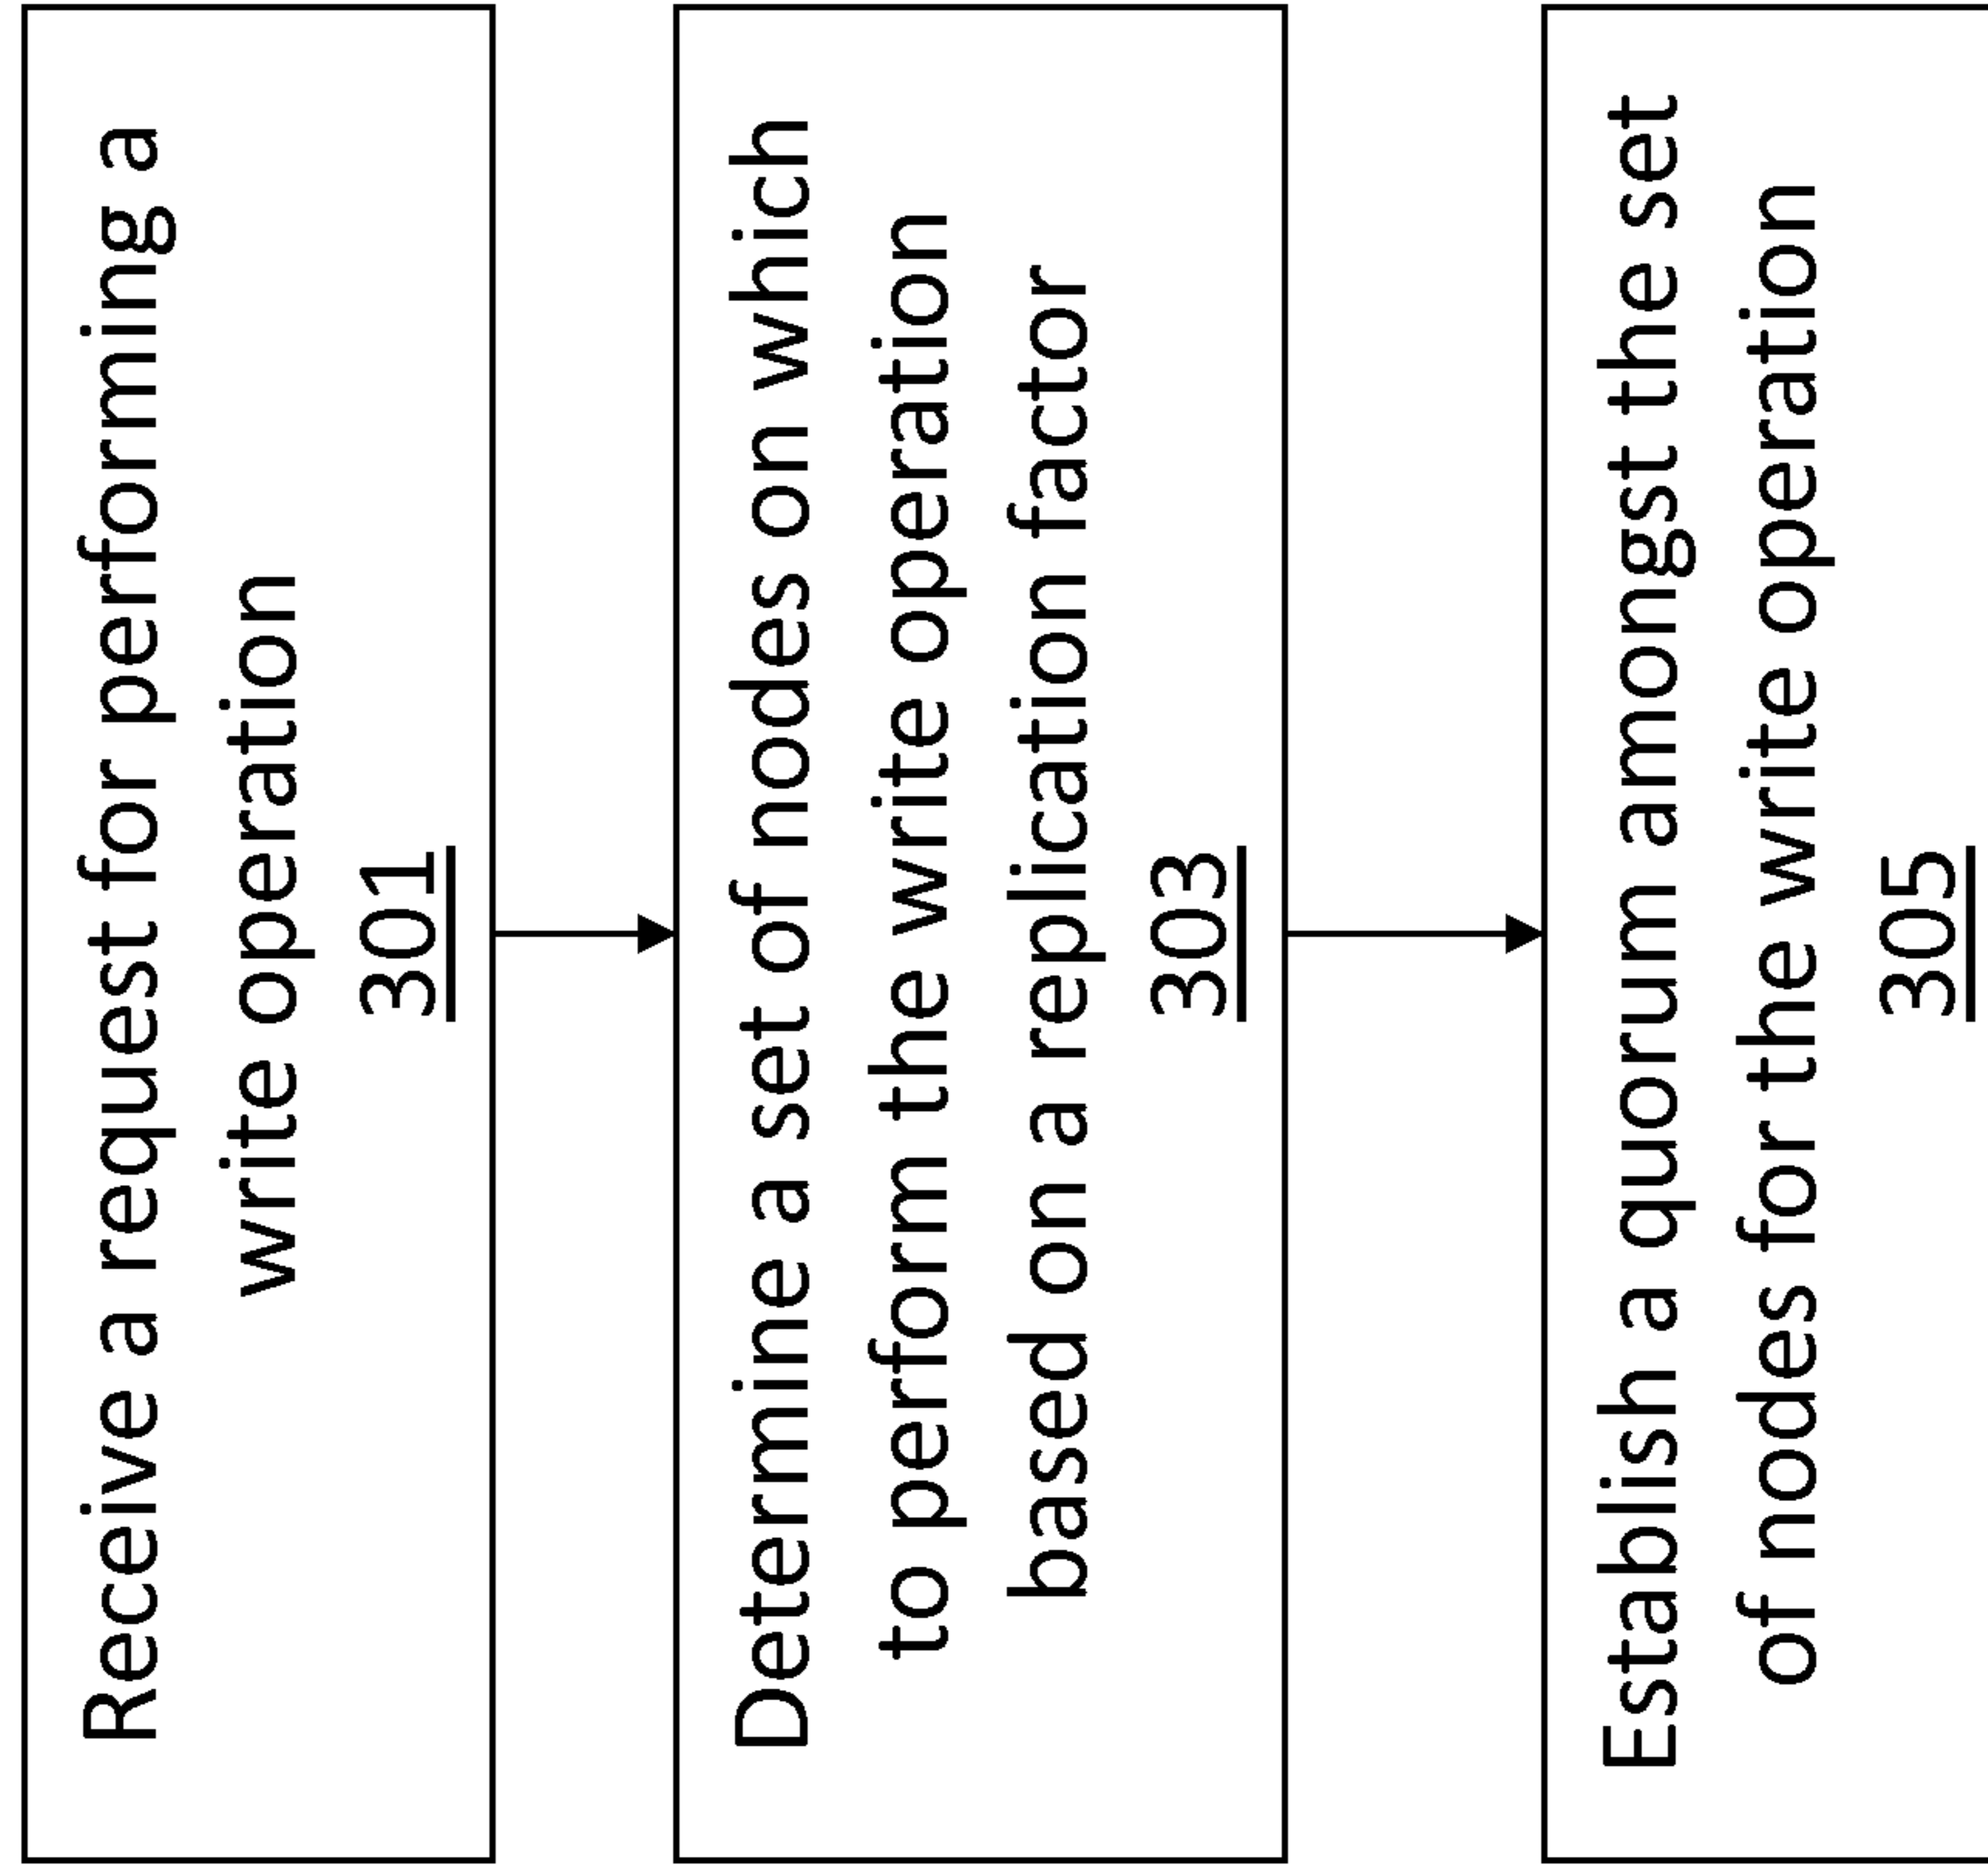 Receive a request for performing a
write operation
301
Determine a set of nodes on which
to perform the write operation
based on a replication factor
303
Establish a quorum amongst the set
of nodes for the write operation
305